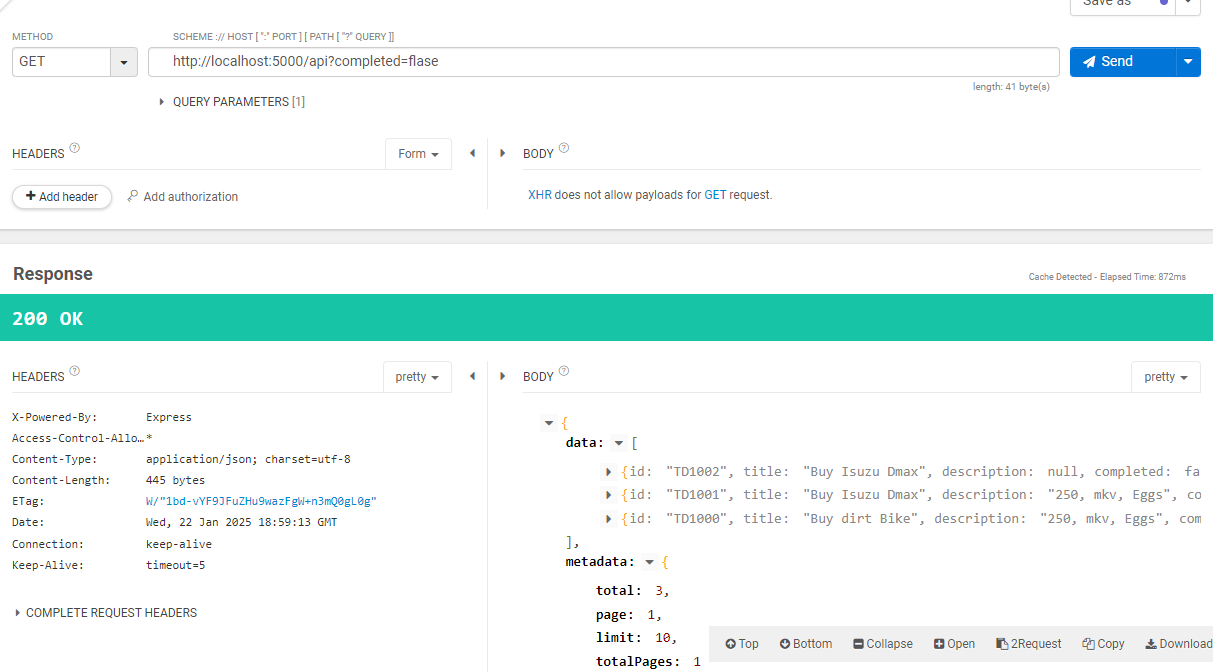 Save as
METHOD
SCHEME :// HOST [ ":" PORT ] [ PATH [ "?" QUERY ]]
GET
http://localhost:5000/api?completed=flase
Send
length: 41 byte(s)
QUERY PARAMETERS [1]
HEADERS ?
Form
BODY ?
+ Add header
Add authorization
XHR does not allow payloads for GET request.
Response
Cache Detected - Elapsed Time: 872ms
200 OK
HEADERS ?
pretty
BODY ?
pretty
X-Powered-By: Express
Access-Control-Allo… *
Content-Type: application/json; charset=utf-8
Content-Length: 445 bytes
ETag: W/"1bd-vYF9JFuZHu9wazFgW+n3mQ0gL0g"
Date: Wed, 22 Jan 2025 18:59:13 GMT
Connection: keep-alive
Keep-Alive: timeout=5
COMPLETE REQUEST HEADERS
{
data: [
{id: "TD1002", title: "Buy Isuzu Dmax", description: null, completed: fa
{id: "TD1001", title: "Buy Isuzu Dmax", description: "250, mkv, Eggs", co
{id: "TD1000", title: "Buy dirt Bike", description: "250, mkv, Eggs", com
],
metadata: {
total: 3,
page: 1,
limit: 10,
totalPages: 1
Top
Bottom
Collapse
Open
2Request
Copy
Download